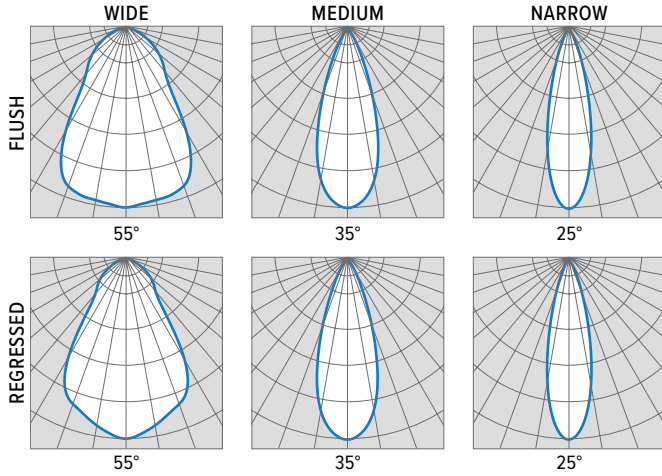 WIDE MEDIUM NARROW
FLUSH
55° 35° 25°
REGRESSED
55° 35° 25°